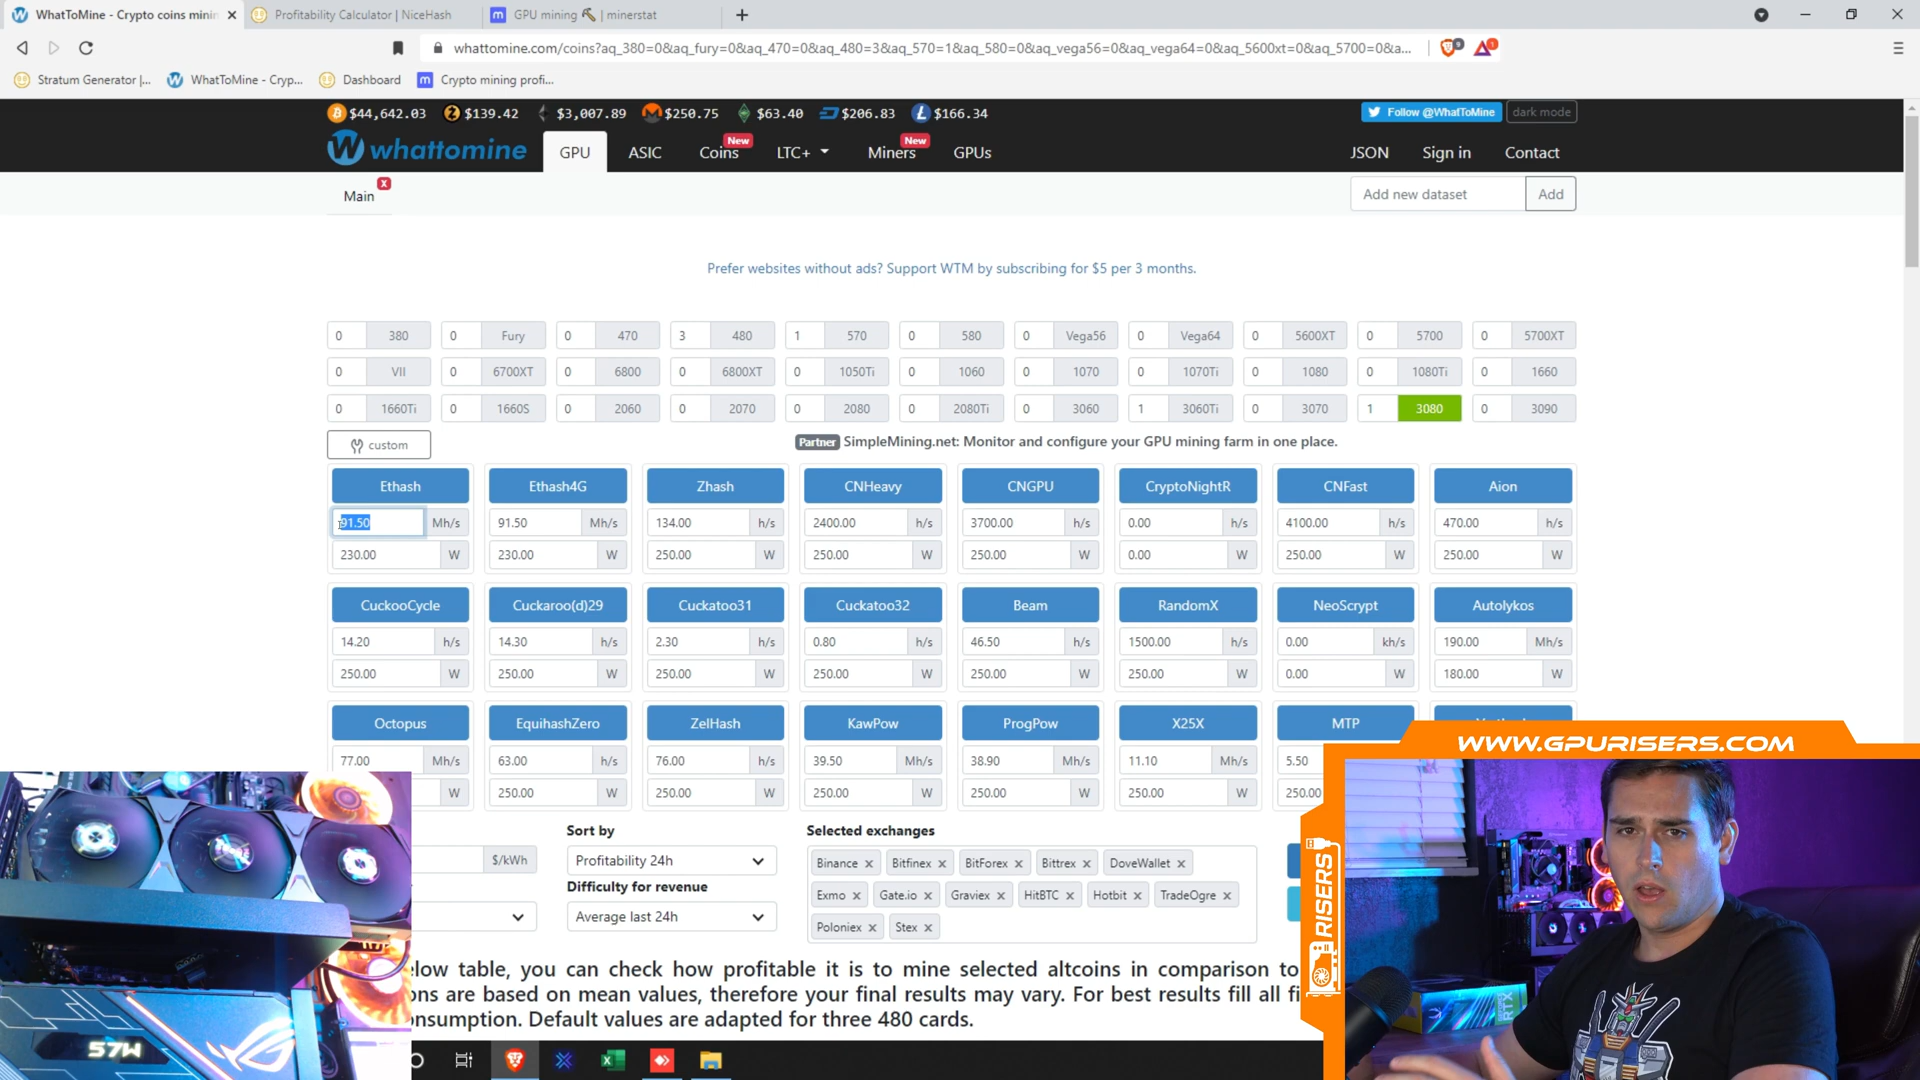 WhatToMine - Crypto coins minin
Profitability Calculator | NiceHash
GPU mining ⛏ | minerstat
whattomine.com/coins?aq_380=0&aq_fury=0&aq_470=0&aq_480=3&aq_570=1&aq_580=0&aq_vega56=0&aq_vega64=0&aq_5600xt=0&aq_5700=0&a...
Stratum Generator |...
WhatToMine - Cryp...
Dashboard
Crypto mining profi...
$44,642.03 $139.42 $3,007.89 $250.75 $63.40 $206.83 $166.34
Follow @WhatToMine dark mode
whattomine GPU ASIC Coins New LTC+ Miners New GPUs JSON Sign in Contact
Main x Add new dataset Add
Prefer websites without ads? Support WTM by subscribing for $5 per 3 months.
0 380 0 Fury 0 470 3 480 1 570 0 580 0 Vega56 0 Vega64 0 5600XT 0 5700 0 5700XT
0 VII 0 6700XT 0 6800 0 6800XT 0 1050Ti 0 1060 0 1070 0 1070Ti 0 1080 0 1080Ti 0 1660
0 1660Ti 0 1660S 0 2060 0 2070 0 2080 0 2080Ti 0 3060 1 3060Ti 0 3070 1 3080 0 3090
custom
Partner SimpleMining.net: Monitor and configure your GPU mining farm in one place.
Ethash Ethash4G Zhash CNHeavy CNGPU CryptoNightR CNFast Aion
91.50 Mh/s 91.50 Mh/s 134.00 h/s 2400.00 h/s 3700.00 h/s 0.00 h/s 4100.00 h/s 470.00 h/s
230.00 W 230.00 W 250.00 W 250.00 W 250.00 W 0.00 W 250.00 W 250.00 W
CuckooCycle Cuckaroo(d)29 Cuckatoo31 Cuckatoo32 Beam RandomX NeoScrypt Autolykos
14.20 h/s 14.30 h/s 2.30 h/s 0.80 h/s 46.50 h/s 1500.00 h/s 0.00 kh/s 190.00 Mh/s
250.00 W 250.00 W 250.00 W 250.00 W 250.00 W 250.00 W 0.00 W 180.00 W
Octopus EquihashZero ZelHash KawPow ProgPow X25X MTP
77.00 Mh/s 63.00 h/s 76.00 h/s 39.50 Mh/s 38.90 Mh/s 11.10 Mh/s 5.50
W 250.00 W 250.00 W 250.00 W 250.00 W 250.00 W 250.00
$/kWh
Sort by
Profitability 24h
Difficulty for revenue
Average last 24h
Selected exchanges
Binance × Bitfinex × BitForex × Bittrex × DoveWallet ×
Exmo × Gate.io × Graviex × HitBTC × Hotbit × TradeOgre ×
Poloniex × Stex ×
elow table, you can check how profitable it is to mine selected altcoins in comparison to
ons are based on mean values, therefore your final results may vary. For best results fill all fi
onsumption. Default values are adapted for three 480 cards.
WWW.GPURISERS.COM
RISERS
57W
RTX